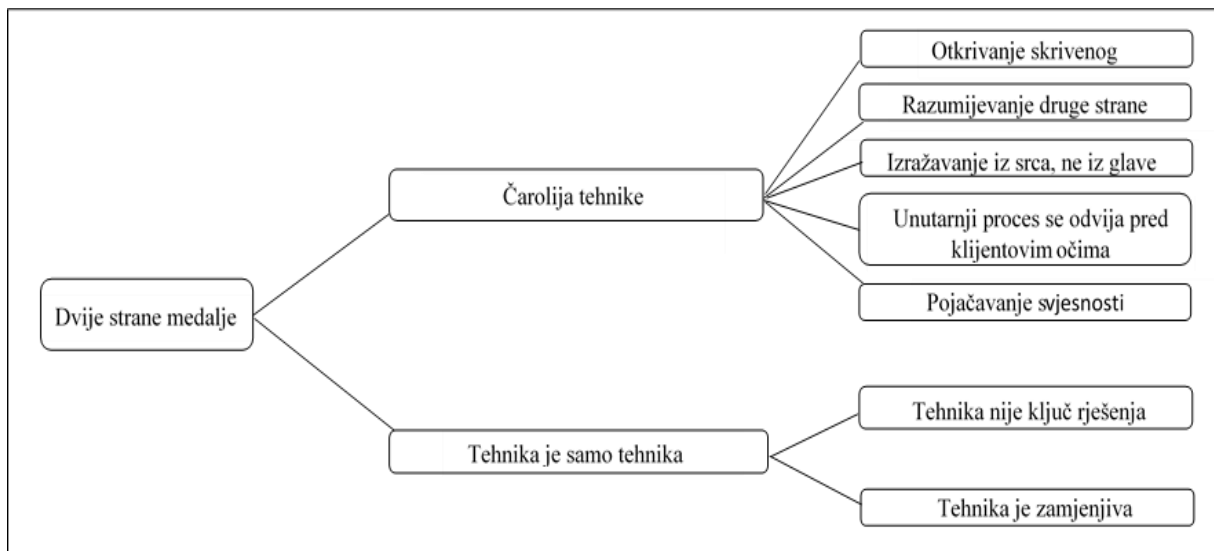 Dvije strane medalje
Čarolija tehnike
Otkrivanje skrivenog
Razumijevanje druge strane
Izražavanje iz srca, ne iz glave
Unutarnji proces se odvija pred
klijentovim očima
Pojačavanje svjesnosti
Tehnika je samo tehnika
Tehnika nije ključ rješenja
Tehnika je zamjenjiva